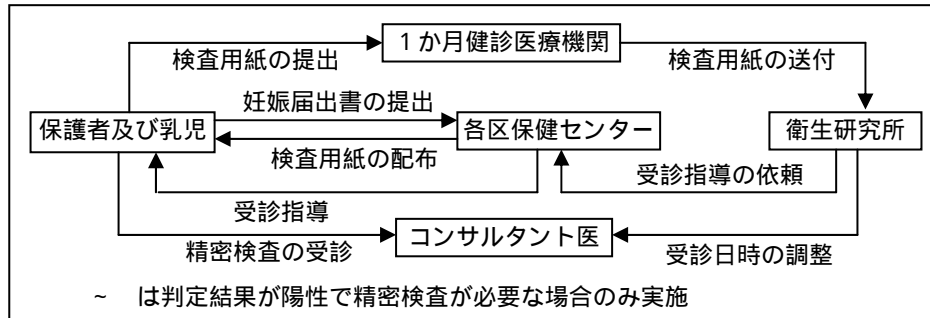 １か月健診医療機関
検査用紙の提出
検査用紙の送付
妊娠届出書の提出
保護者及び乳児
各区保健センター
衛生研究所
検査用紙の配布
受診指導の依頼
受診指導
コンサルタント医
精密検査の受診
受診日時の調整
~ は判定結果が陽性で精密検査が必要な場合のみ実施